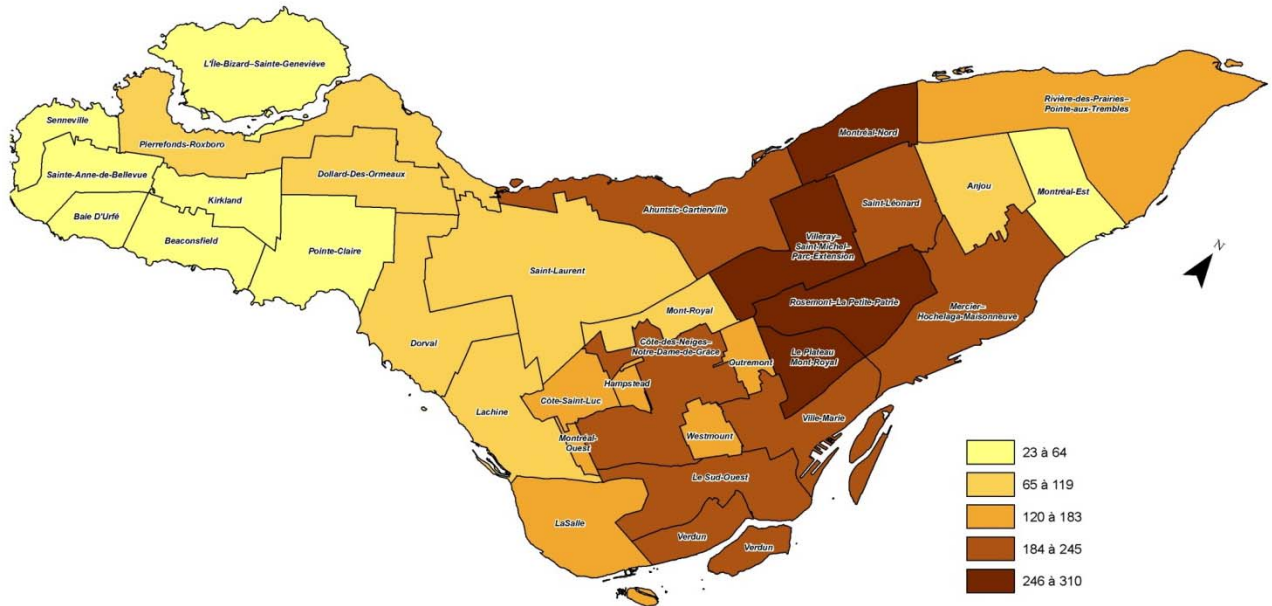 L'Île-Bizard–Sainte-Geneviève
Senneville
Pierrefonds-Roxboro
Sainte-Anne-de-Bellevue
Dollard-Des-Ormeaux
Kirkland
Baie D'Urfé
Beaconsfield
Pointe-Claire
Rivière-des-Prairies–
Pointe-aux-Trembles
Montréal-Nord
Ahuntsic-Cartierville
Saint-Léonard
Anjou
Montréal-Est
Villeray–
Saint-Michel–
Parc-Extension
Saint-Laurent
Mont-Royal
Rosemont–La Petite-Patrie
Mercier–
Hochelaga-Maisonneuve
Dorval
Côte-des-Neiges–
Notre-Dame-de-Grâce
Outremont
Le Plateau
Mont-Royal
Hampstead
Côte-Saint-Luc
Lachine
Montréal-
Ouest
Westmount
Ville-Marie
Le Sud-Ouest
LaSalle
Verdun
Verdun
N
23 à 64
65 à 119
120 à 183
184 à 245
246 à 310